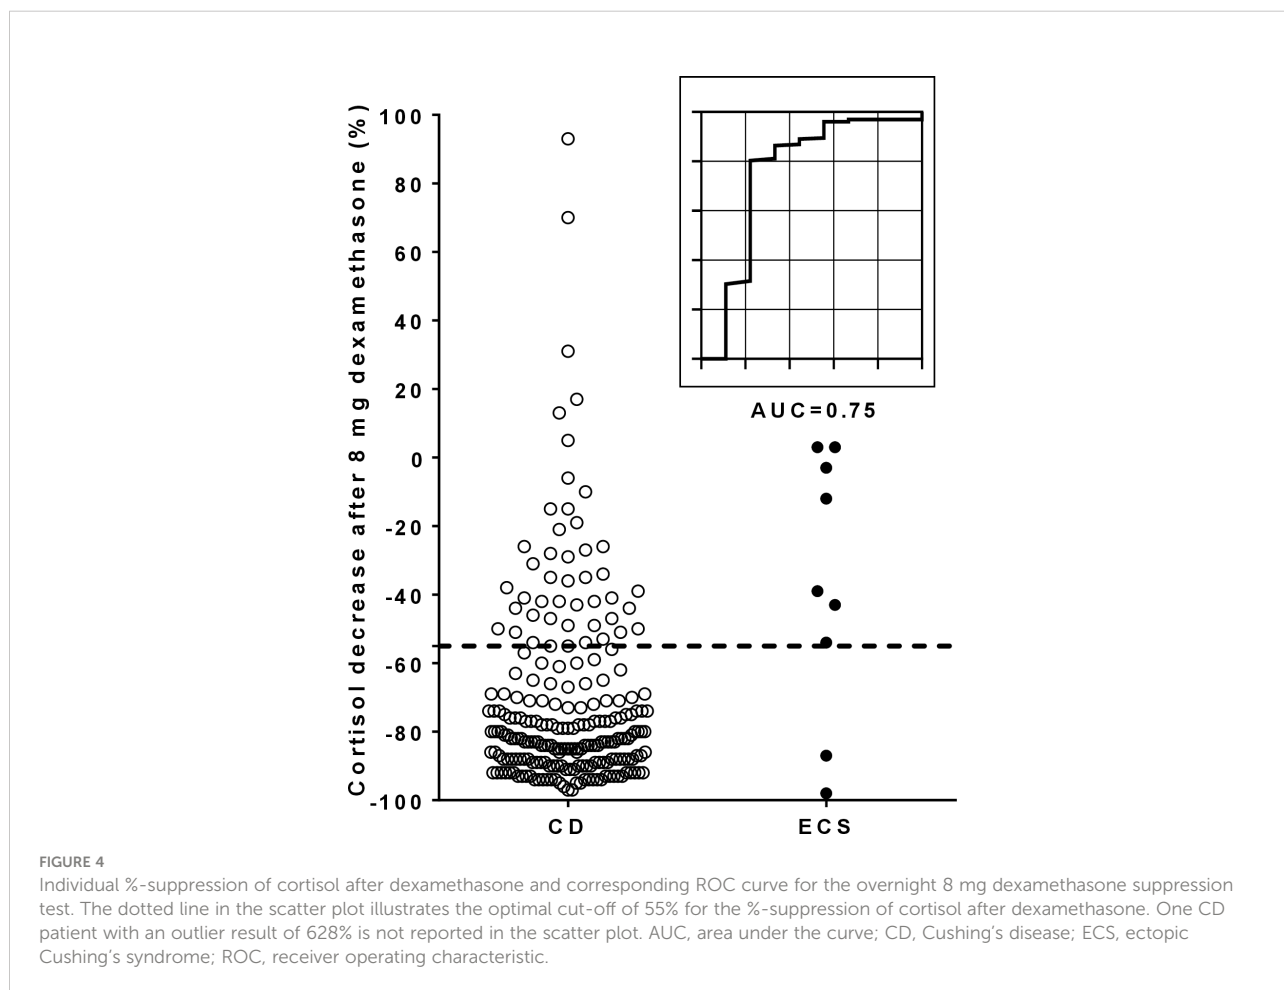 Cortisol decrease after 8 mg dexamethasone (%)
100
80
60
40
20
0
-20
-40
-60
-80
-100
AUC=0.75
CD
ECS
FIGURE 4
Individual %-suppression of cortisol after dexamethasone and corresponding ROC curve for the overnight 8 mg dexamethasone suppression
test. The dotted line in the scatter plot illustrates the optimal cut-off of 55% for the %-suppression of cortisol after dexamethasone. One CD
patient with an outlier result of 628% is not reported in the scatter plot. AUC, area under the curve; CD, Cushing's disease; ECS, ectopic
Cushing's syndrome; ROC, receiver operating characteristic.